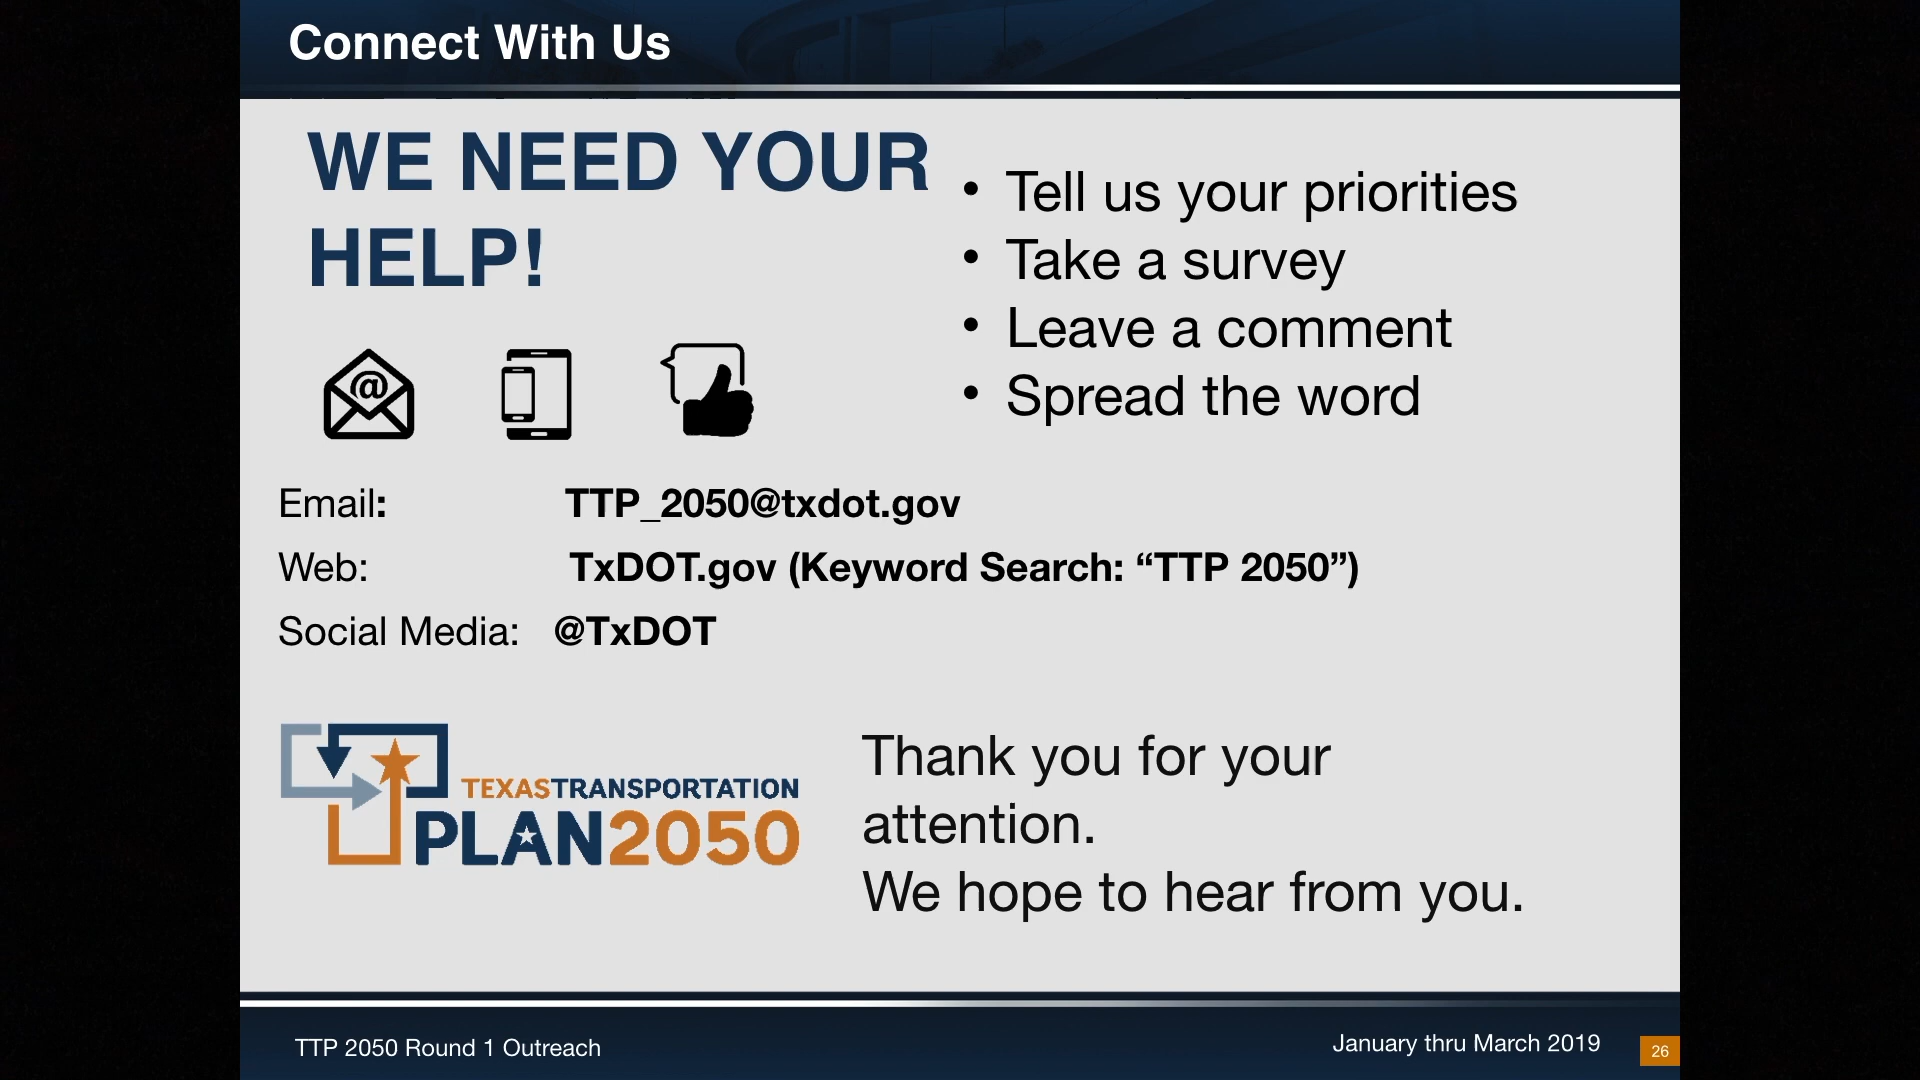 Connect With Us
WE NEED YOUR
HELP!
• Tell us your priorities
• Take a survey
• Leave a comment
• Spread the word
@
Email: TTP_2050@txdot.gov
Web: TxDOT.gov (Keyword Search: “TTP 2050”)
Social Media: @TxDOT
TEXASTRANSPORTATION
PLAN2050
Thank you for your
attention.
We hope to hear from you.
TTP 2050 Round 1 Outreach
January thru March 2019
26